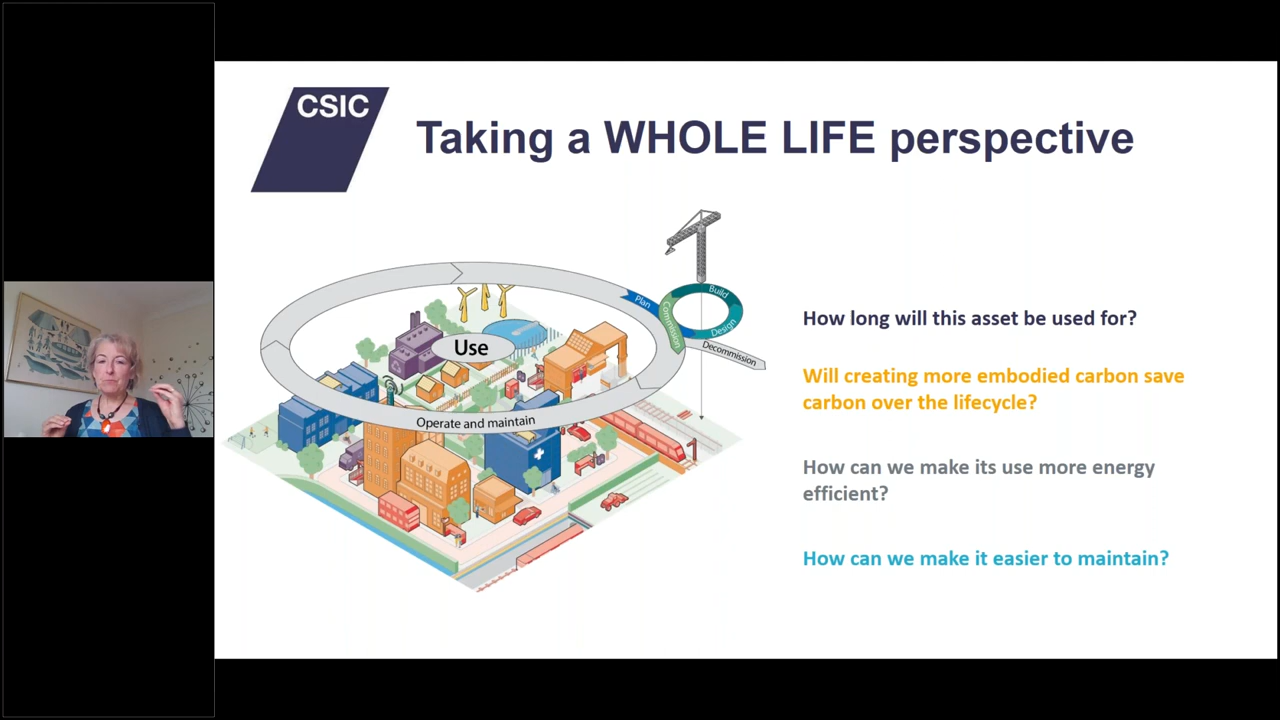 CSIC
Taking a WHOLE LIFE perspective
Build
Plan
Commission
Design
Decommission
Use
Operate and maintain
How long will this asset be used for?
Will creating more embodied carbon save
carbon over the lifecycle?
How can we make its use more energy
efficient?
How can we make it easier to maintain?